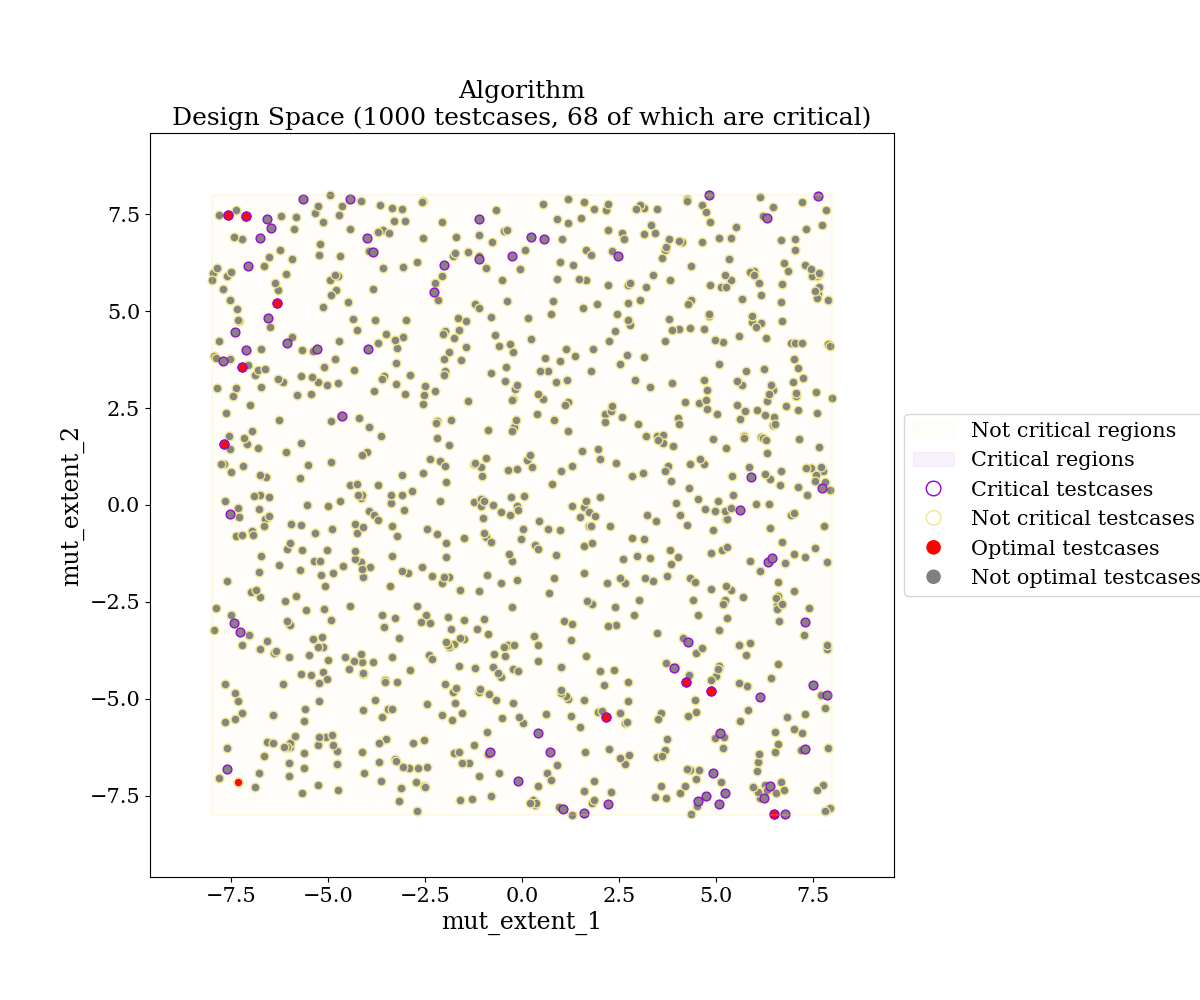 Algorithm
Design Space (1000 testcases, 68 of which are critical)
7.5
5.0
2.5
0.0
−2.5
−5.0
−7.5
mut_extent_2
−7.5
−5.0
−2.5
0.0
2.5
5.0
7.5
mut_extent_1
Not critical regions
Critical regions
Critical testcases
Not critical testcases
Optimal testcases
Not optimal testcases